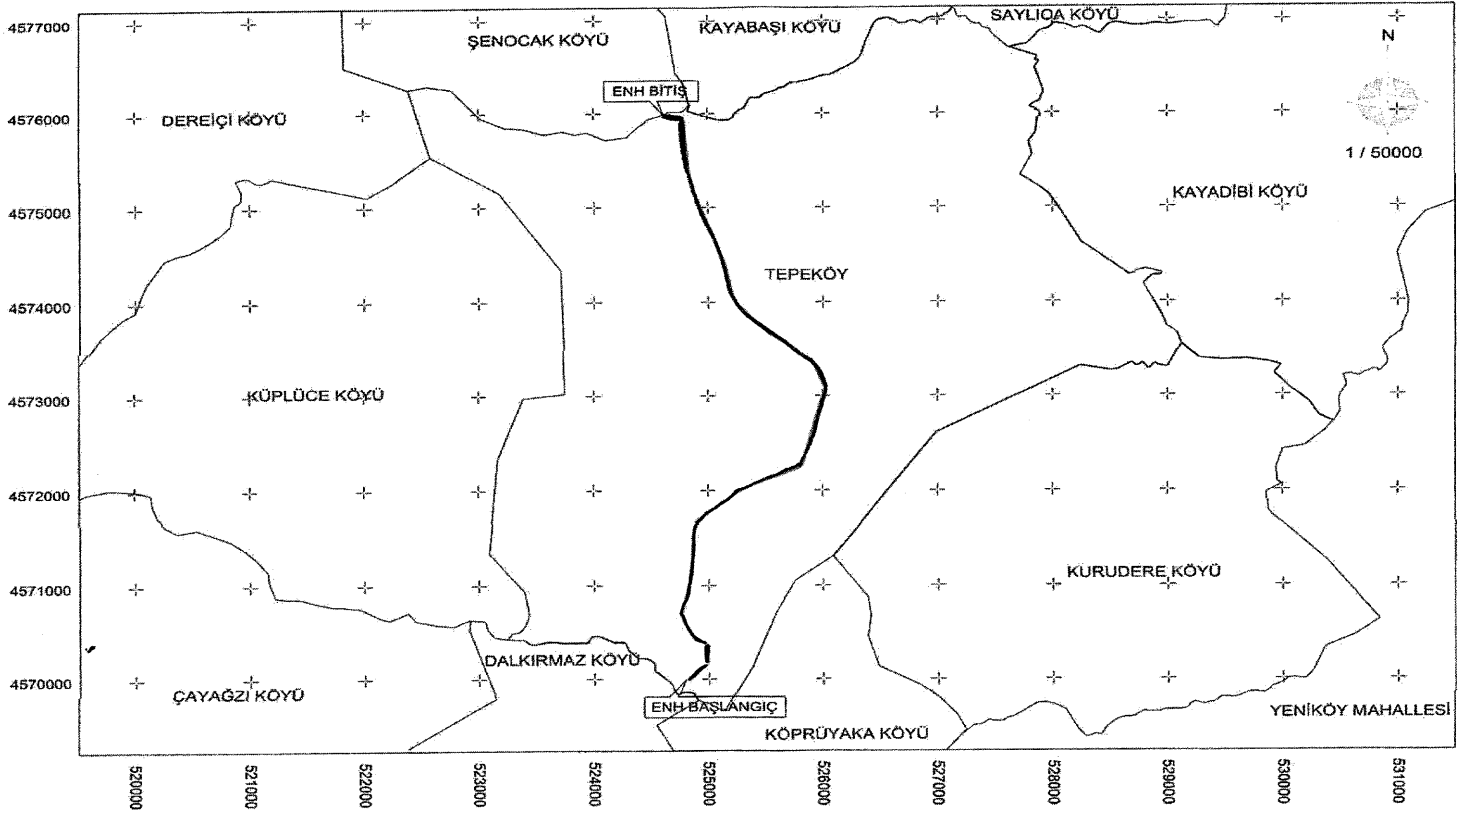 4577000
ŞENOCAK KÖYÜ
KAYABAŞI KÖYÜ
SAYLICA KÖYÜ
N
ENH BİTİŞ
4576000
DEREİÇİ KÖYÜ
1 / 50000
4575000
KAYADİBİ KÖYÜ
TEPEKÖY
4574000
KÜPLÜCE KÖYÜ
4573000
4572000
KURUDERE KÖYÜ
4571000
DALKIRMAZ KÖYÜ
4570000
ÇAYAĞZI KÖYÜ
ENH BAŞLANGIÇ
YENİKÖY MAHALLESİ
KÖPRÜYAKA KÖYÜ
520000
521000
522000
523000
524000
525000
526000
527000
528000
529000
530000
531000